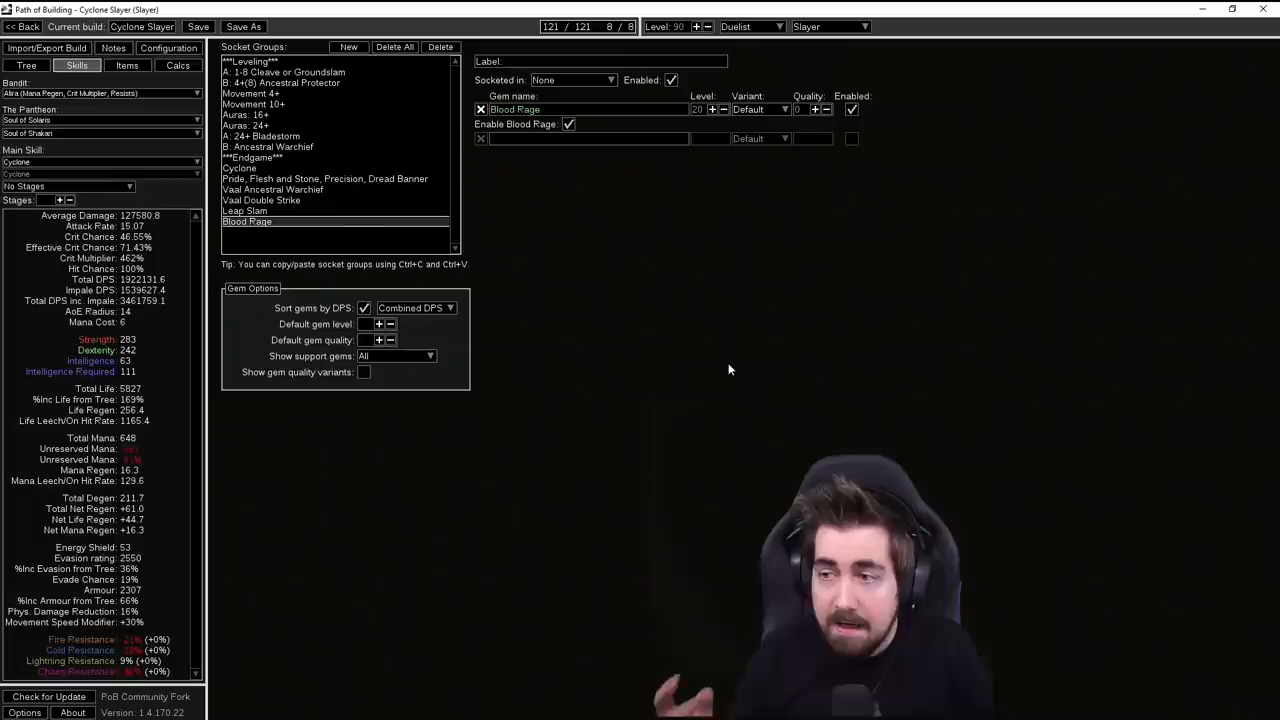 Path of Building - Cyclone Slayer (Slayer)
<< Back Current build: Cyclone Slayer Save Save As 121 / 121 8 / 8 Level: 90 + − Duelist Slayer
Import/Export Build Notes Configuration
Tree Skills Items Calcs
Bandit:
Alira (Mana Regen, Crit Multiplier, Resists)
The Pantheon:
Soul of Solaris
Soul of Shakari
Main Skill:
Cyclone
Cyclone
No Stages
Stages: + −
Average Damage: 127580.8
Attack Rate: 15.07
Crit Chance: 46.55%
Effective Crit Chance: 71.43%
Crit Multiplier: 462%
Hit Chance: 100%
Total DPS: 1922131.6
Impale DPS: 1539627.4
Total DPS inc. Impale: 3461759.1
AoE Radius: 14
Mana Cost: 6
Strength: 283
Dexterity: 242
Intelligence: 63
Intelligence Required: 111
Total Life: 5827
%Inc Life from Tree: 169%
Life Regen: 256.4
Life Leech/On Hit Rate: 1165.4
Total Mana: 648
Unreserved Mana:
Unreserved Mana:
Mana Regen: 16.3
Mana Leech/On Hit Rate: 129.6
Total Degen: 211.7
Total Net Regen: +61.0
Net Life Regen: +44.7
Net Mana Regen: +16.3
Energy Shield: 53
Evasion rating: 2550
%Inc Evasion from Tree: 36%
Evade Chance: 19%
Armour: 2307
%Inc Armour from Tree: 66%
Phys. Damage Reduction: 16%
Movement Speed Modifier: +30%
Fire Resistance: (+0%)
Cold Resistance: (+0%)
Lightning Resistance: 9% (+0%)
Chaos Resistance: (+0%)
Check for Update PoB Community Fork
Options About Version: 1.4.170.22
Socket Groups: New Delete All Delete
***Leveling***
A: 1-8 Cleave or Groundslam
B: 4+(8) Ancestral Protector
Movement 4+
Movement 10+
Auras: 16+
Auras: 24+
A: 24+ Bladestorm
B: Ancestral Warchief
***Endgame***
Cyclone
Pride, Flesh and Stone, Precision, Dread Banner
Vaal Ancestral Warchief
Vaal Double Strike
Leap Slam
Blood Rage
Tip: You can copy/paste socket groups using Ctrl+C and Ctrl+V.
Gem Options
Sort gems by DPS: Combined DPS
Default gem level: + −
Default gem quality: + −
Show support gems: All
Show gem quality variants:
Label:
Socketed in: None Enabled:
Gem name: Level: Variant: Quality: Enabled:
Blood Rage 20 + − Default 0 + −
Enable Blood Rage:
Default